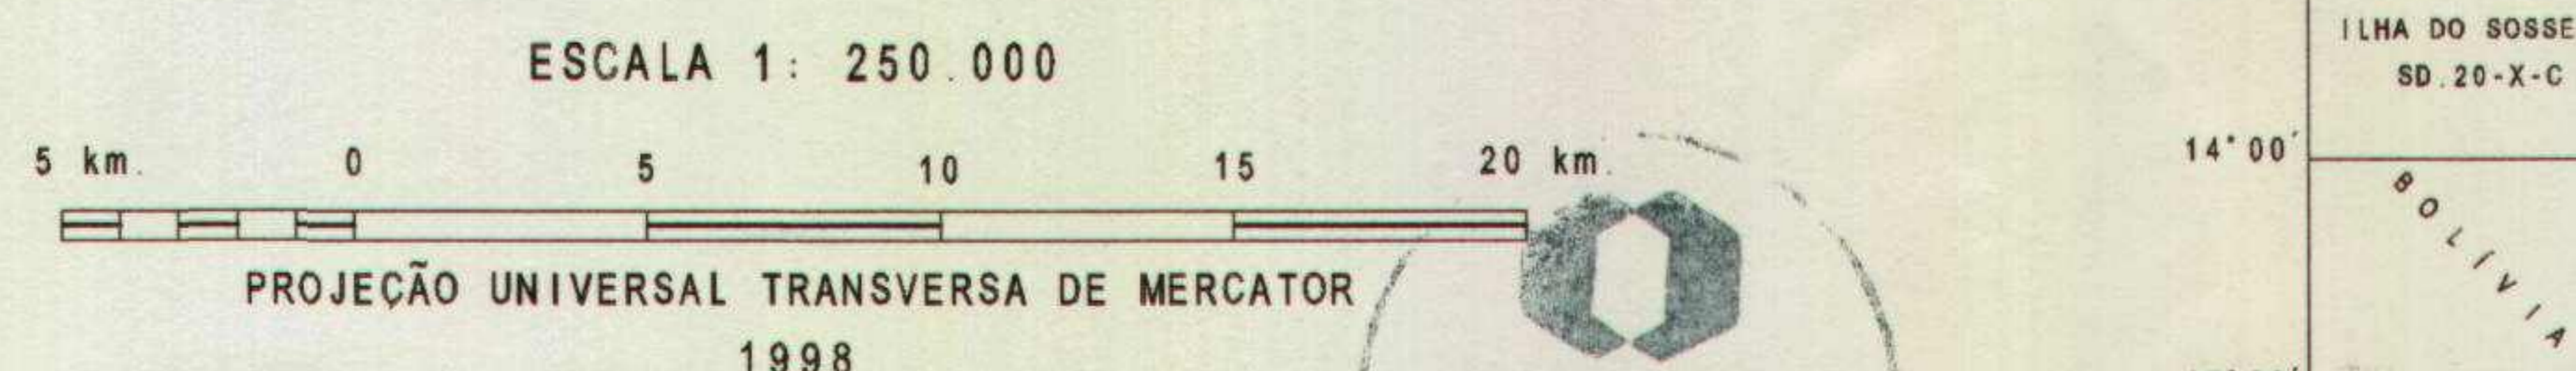 ESCALA 1: 250.000
5 km. 0 5 10 15 20 km.
PROJEÇÃO UNIVERSAL TRANSVERSA DE MERCATOR
1998
ILHA DO SOSSE
SD.20-X-C
14°00´
BOLÍVIA